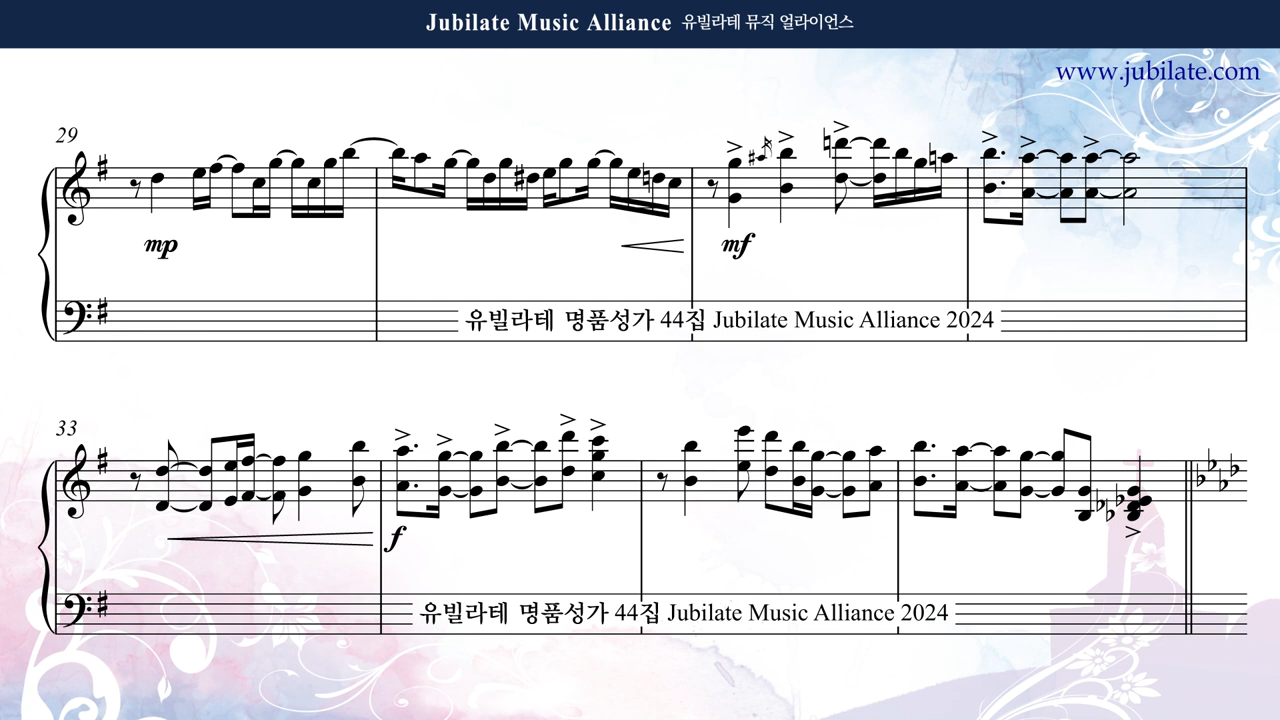 Jubilate Music Alliance 유빌라테 뮤직 얼라이언스
www.jubilate.com
29
mp
mf
유빌라테 명품성가 44집 Jubilate Music Alliance 2024
33
f
유빌라테 명품성가 44집 Jubilate Music Alliance 2024